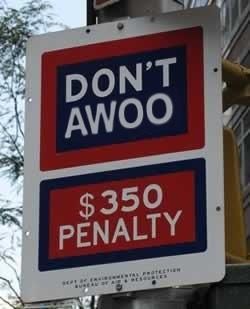 DON'T
AWOO
$350
PENALTY
DEPT OF ENVIRONMENTAL PROTECTION
BUREAU OF AIR & RESOURCES